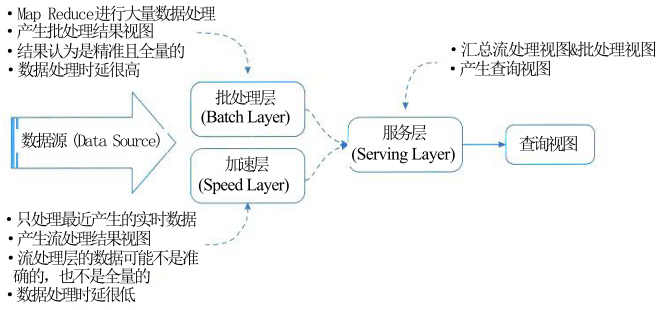 •Map Reduce进行大量数据处理
•产生批处理结果视图
•结果认为是精准且全量的
•数据处理时延很高
•汇总流处理视图&批处理视图
•产生查询视图
批处理层
(Batch Layer)
数据源 (Data Source)
服务层
(Serving Layer)
查询视图
加速层
(Speed Layer)
•只处理最近产生的实时数据
•产生流处理结果视图
•流处理层的数据可能不是准
确的，也不是全量的
•数据处理时延很低